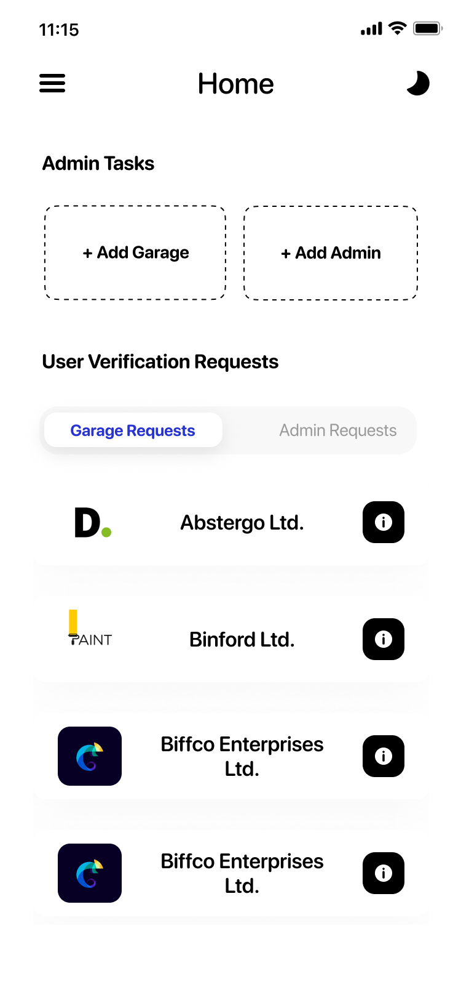 11:15
Home
Admin Tasks
+ Add Garage
+ Add Admin
User Verification Requests
Garage Requests
Admin Requests
D.
Abstergo Ltd.
PAINT
Binford Ltd.
Biffco Enterprises
Ltd.
Biffco Enterprises
Ltd.